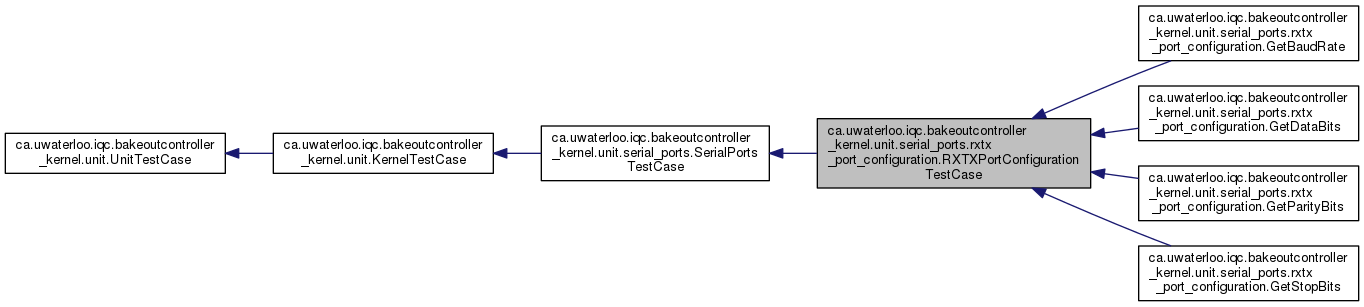 ca.uwaterloo.iqc.bakeoutcontroller
_kernel.unit.UnitTestCase
ca.uwaterloo.iqc.bakeoutcontroller
_kernel.unit.KernelTestCase
ca.uwaterloo.iqc.bakeoutcontroller
_kernel.unit.serial_ports.SerialPorts
TestCase
ca.uwaterloo.iqc.bakeoutcontroller
_kernel.unit.serial_ports.rxtx
_port_configuration.RXTXPortConfiguration
TestCase
ca.uwaterloo.iqc.bakeoutcontroller
_kernel.unit.serial_ports.rxtx
_port_configuration.GetBaudRate
ca.uwaterloo.iqc.bakeoutcontroller
_kernel.unit.serial_ports.rxtx
_port_configuration.GetDataBits
ca.uwaterloo.iqc.bakeoutcontroller
_kernel.unit.serial_ports.rxtx
_port_configuration.GetParityBits
ca.uwaterloo.iqc.bakeoutcontroller
_kernel.unit.serial_ports.rxtx
_port_configuration.GetStopBits